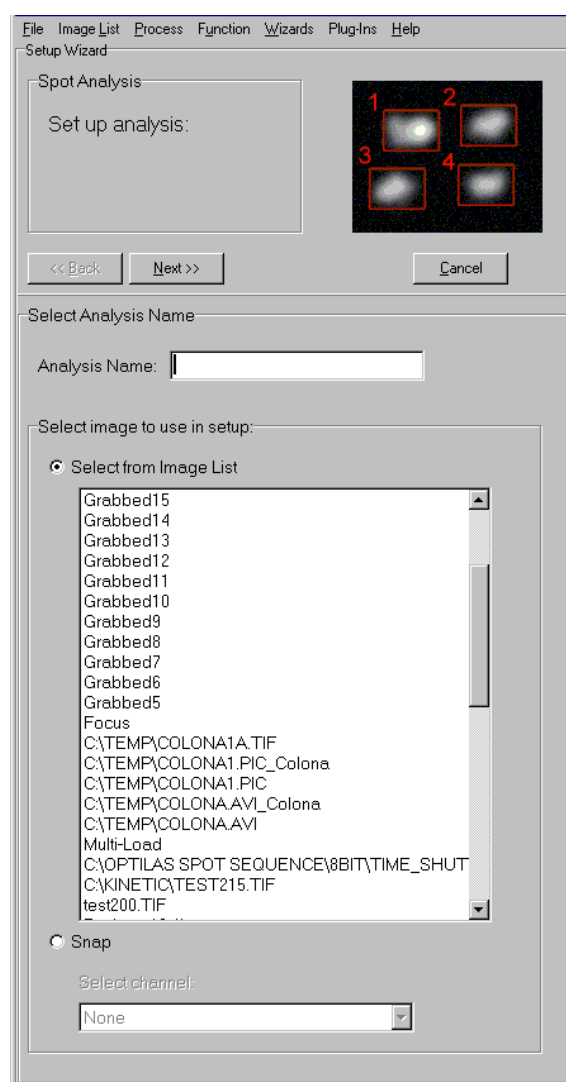 File Image List Process Function Wizards Plug-Ins Help
Setup Wizard
Spot Analysis
Set up analysis:
1
2
3
4
<< Back
Next >>
Cancel
Select Analysis Name
Analysis Name:
Select image to use in setup:
Select from Image List
Grabbed15
Grabbed14
Grabbed13
Grabbed12
Grabbed11
Grabbed10
Grabbed9
Grabbed8
Grabbed7
Grabbed6
Grabbed5
Focus
C:\TEMP\COLONA1A.TIF
C:\TEMP\COLONA1.PIC_Colona
C:\TEMP\COLONA1.PIC
C:\TEMP\COLONA.AVI_Colona
C:\TEMP\COLONA.AVI
Multi-Load
C:\OPTILAS SPOT SEQUENCE\8BIT\TIME_SHUT
C:\KINETIC\TEST215.TIF
test200.TIF
Snap
Select channel:
None